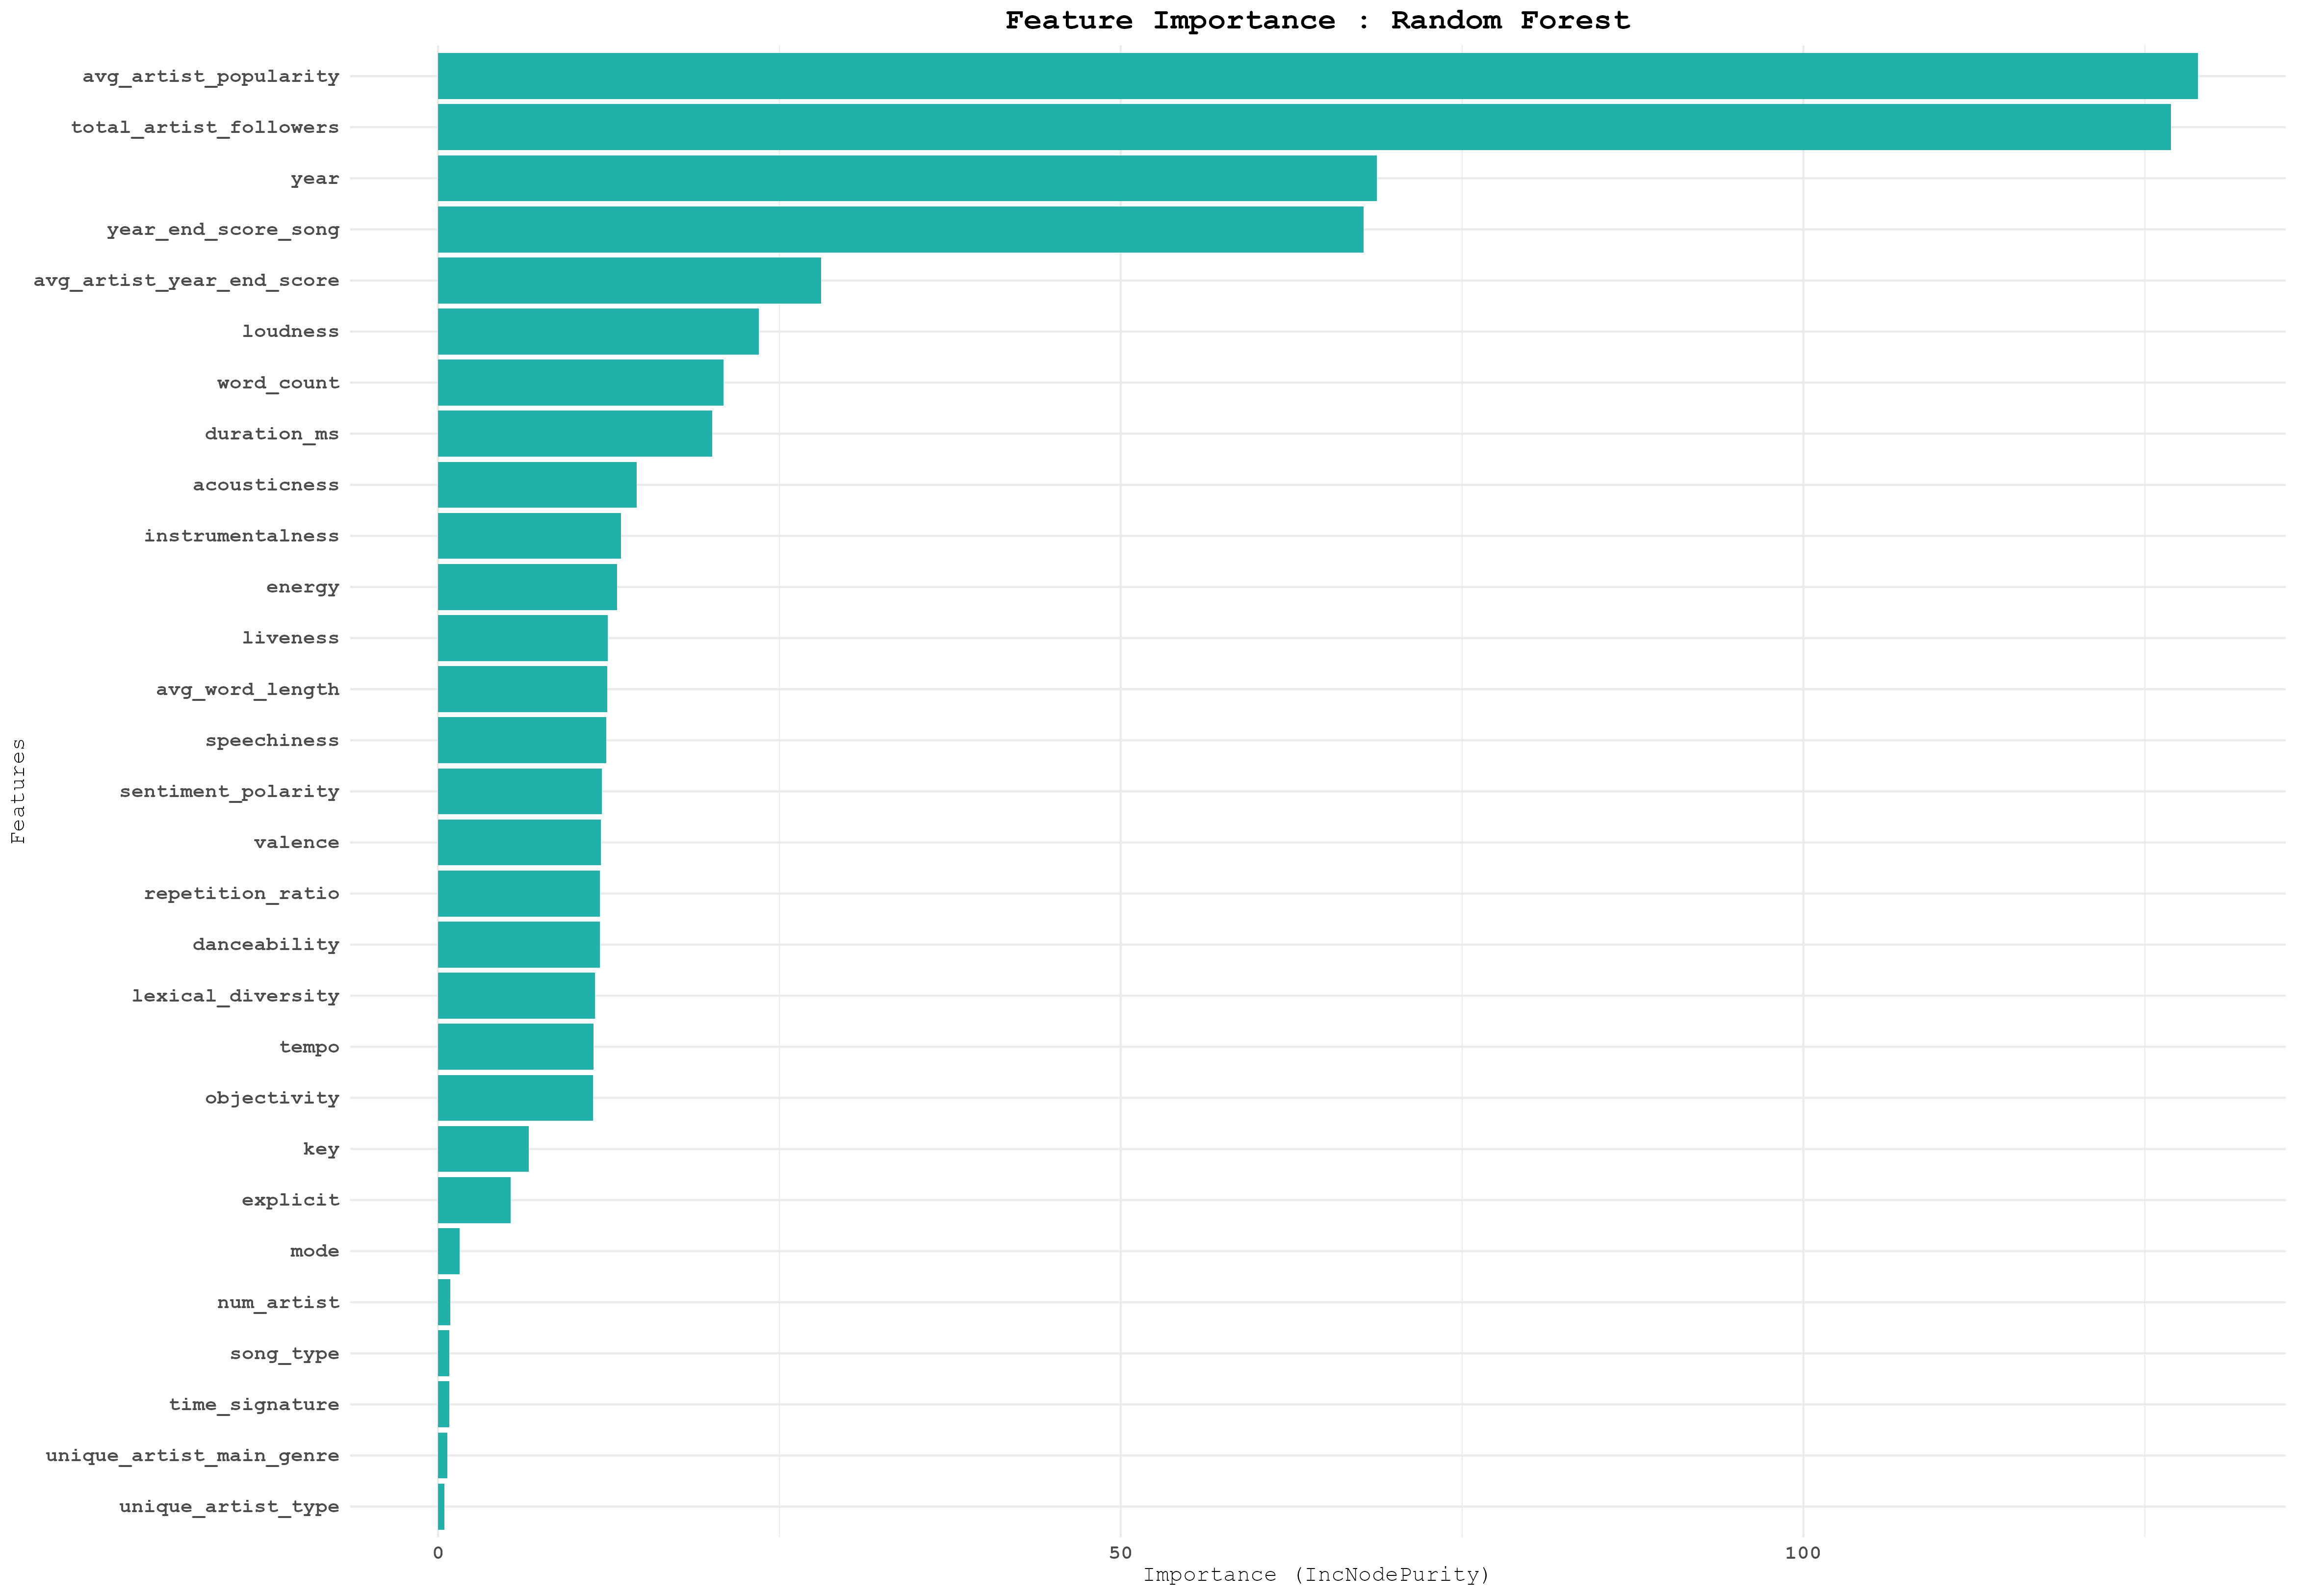 Feature Importance : Random Forest
avg_artist_popularity
total_artist_followers
year
year_end_score_song
avg_artist_year_end_score
loudness
word_count
duration_ms
acousticness
instrumentalness
energy
liveness
avg_word_length
speechiness
sentiment_polarity
valence
repetition_ratio
danceability
lexical_diversity
tempo
objectivity
key
explicit
mode
num_artist
song_type
time_signature
unique_artist_main_genre
unique_artist_type
Features
0 50 100
Importance (IncNodePurity)